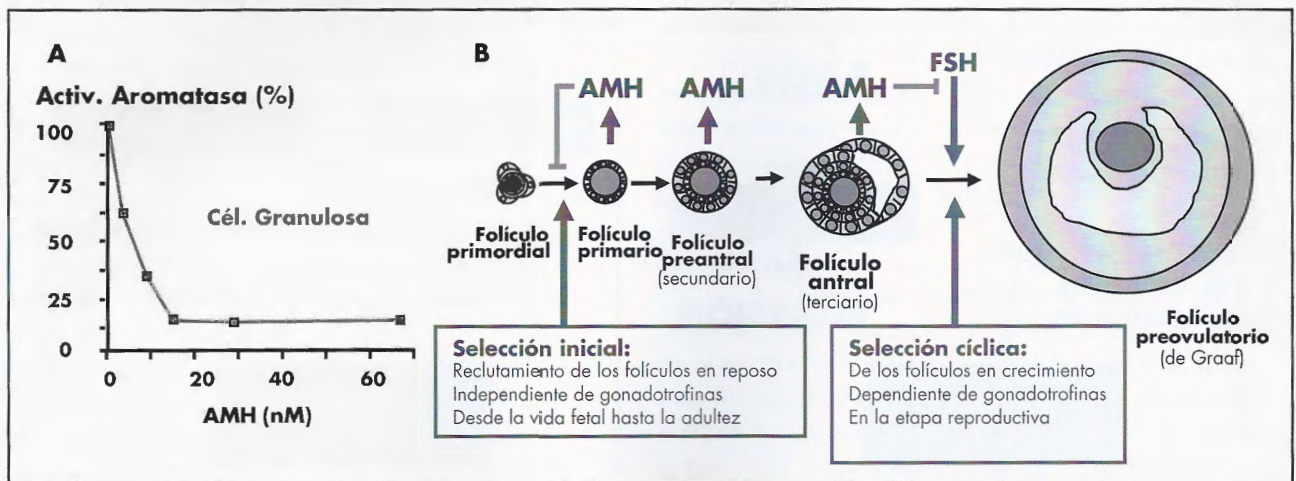 A
Activ. Aromatasa (%)
100
75
50
25
0
Cél. Granulosa
0 20 40 60
AMH (nM)
B
FSH
AMH AMH AMH
Folículo
primordial
Folículo
primario
Folículo
preantral
(secundario)
Folículo
antral
(terciario)
Folículo
preovulatorio
(de Graaf)
Selección inicial:
Reclutamiento de los folículos en reposo
Independiente de gonadotrofinas
Desde la vida fetal hasta la adultez
Selección cíclica:
De los folículos en crecimiento
Dependiente de gonadotrofinas
En la etapa reproductiva